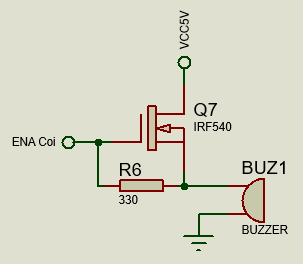 VCC5V
Q7
IRF540
ENA Coi
R6
330
BUZ1
BUZZER